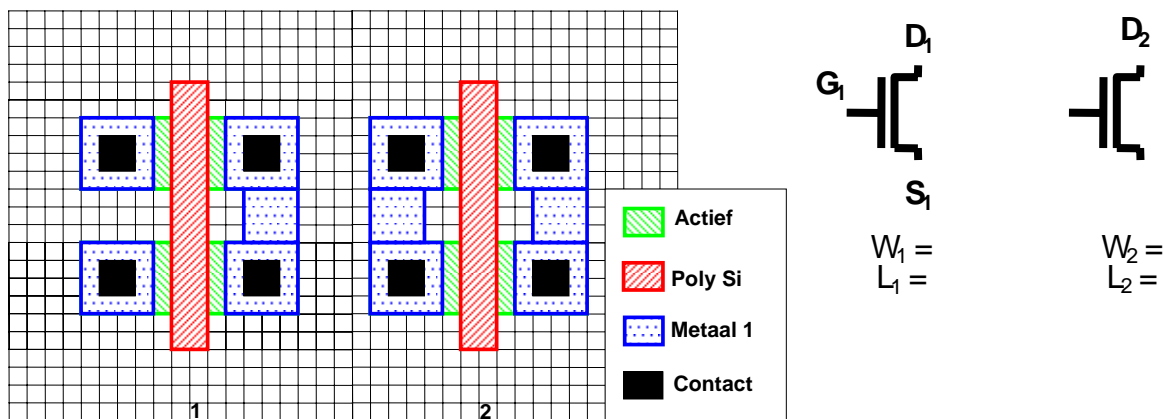 D₁
G₁
S₁
W₁ =
L₁ =
D₂
W₂ =
L₂ =
Actief
Poly Si
Metaal 1
Contact
1
2